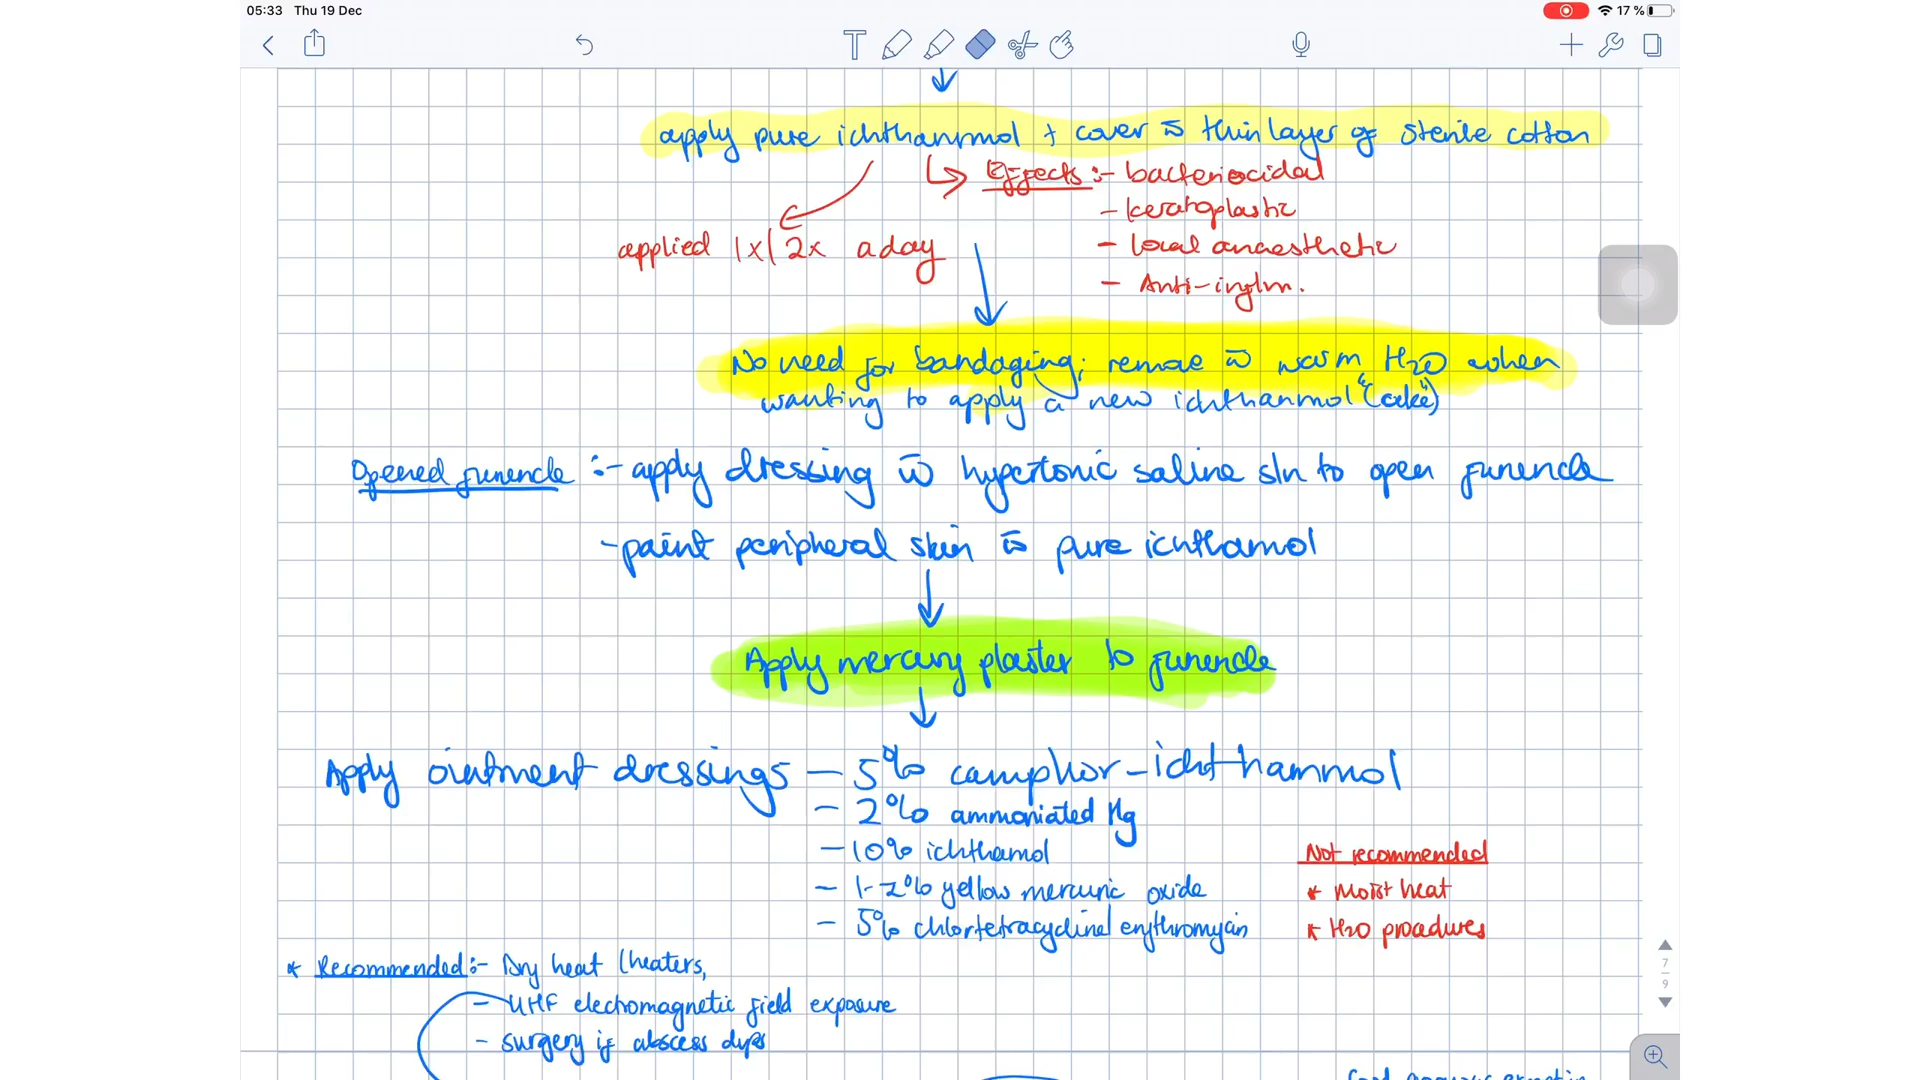 05:33 Thu 19 Dec
17 %
apply pure ichthammol + cover c̄ thin layer of sterile cotton
Effects :- bacteriocidal
- keratoplastic
applied 1x/2x a day
- local anaesthetic
- Anti-inflm.
No need for bandaging; remove c̄ warm H2O when
wanting to apply a new ichthammol "(cake)"
Opened furuncle :- apply dressing c̄ hypertonic saline sln to open furuncle
- paint peripheral skin c̄ pure ichthamol
Apply mercury plaster to furuncle
Apply ointment dressings - 5% camphor-ichthammol
- 2% ammoniated Hg
- 10% ichthamol
- 1-2% yellow mercuric oxide
- 5% chlortetracycline/erythromycin
Not recommended
* Moist heat
* H2O procedures
* Recommended:- Dry heat (heaters,
- UHF electromagnetic field exposure
- surgery if abscess dvps
7
9